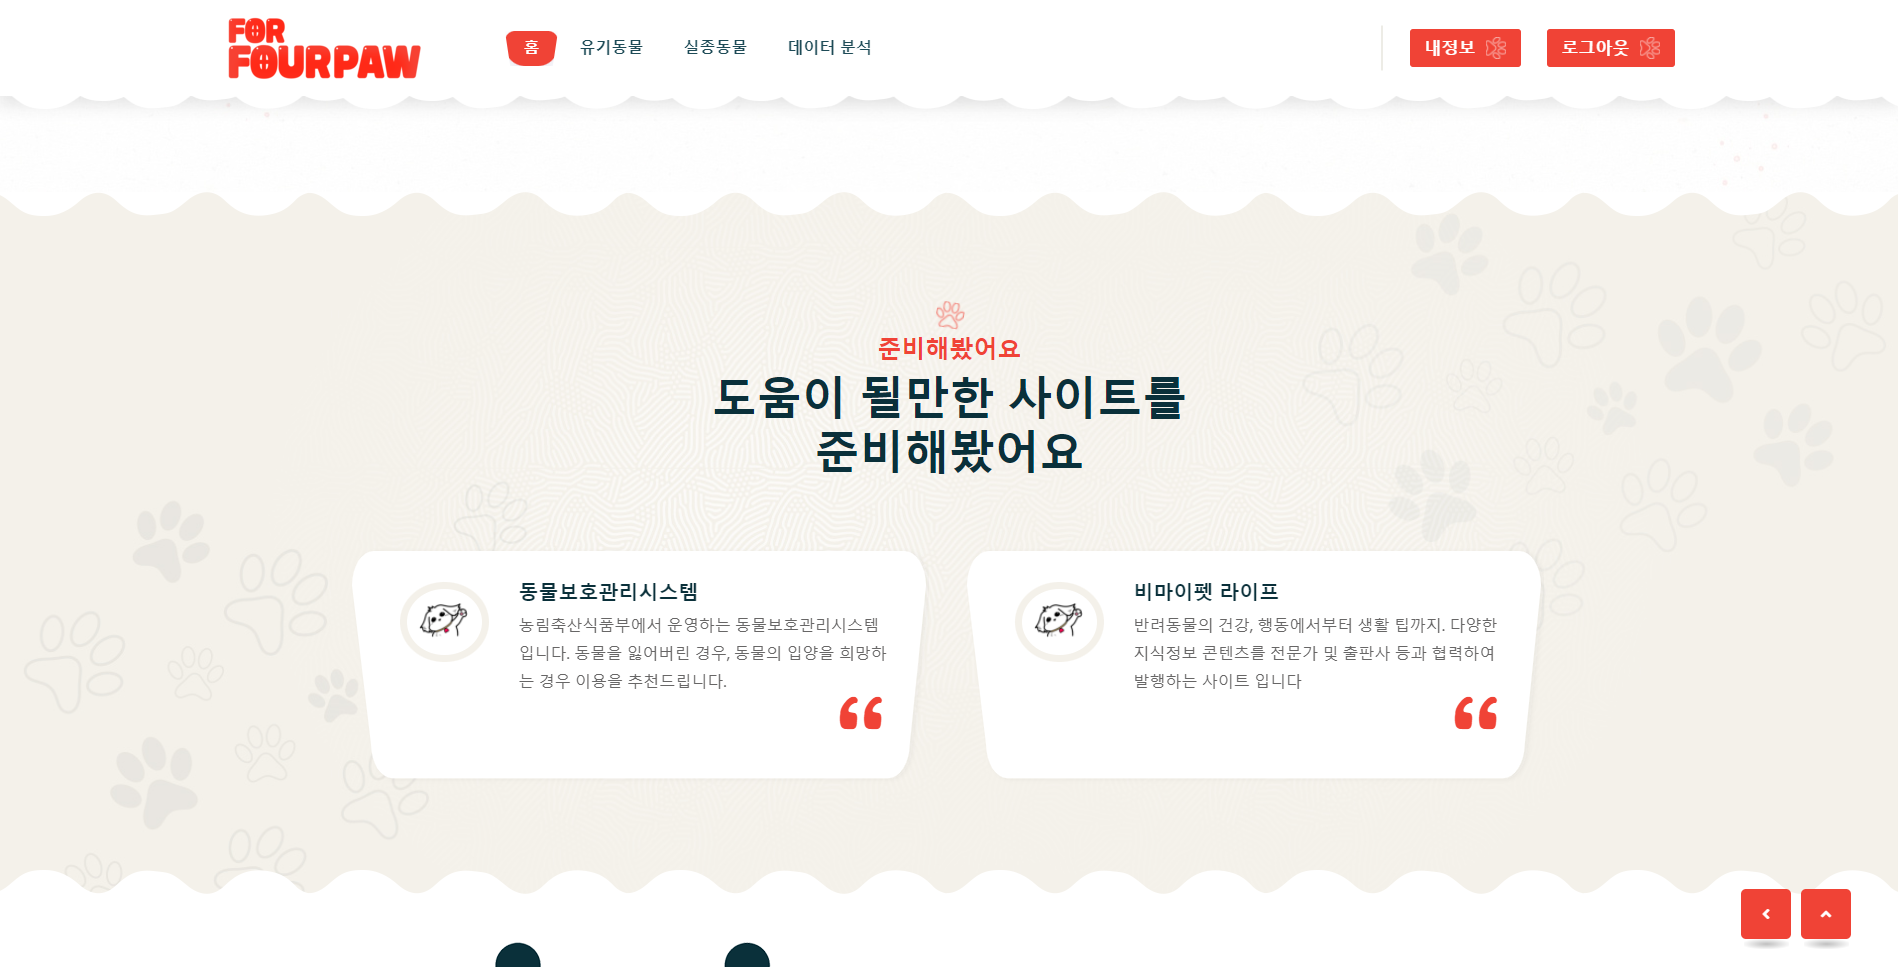 FOR
FOURPAW
홈 유기동물 실종동물 데이터 분석
내정보 로그아웃
준비해봤어요
도움이 될만한 사이트를
준비해봤어요
동물보호관리시스템
농림축산식품부에서 운영하는 동물보호관리시스템
입니다. 동물을 잃어버린 경우, 동물의 입양을 희망하
는 경우 이용을 추천드립니다.
비마이펫 라이프
반려동물의 건강, 행동에서부터 생활 팁까지. 다양한
지식정보 콘텐츠를 전문가 및 출판사 등과 협력하여
발행하는 사이트 입니다